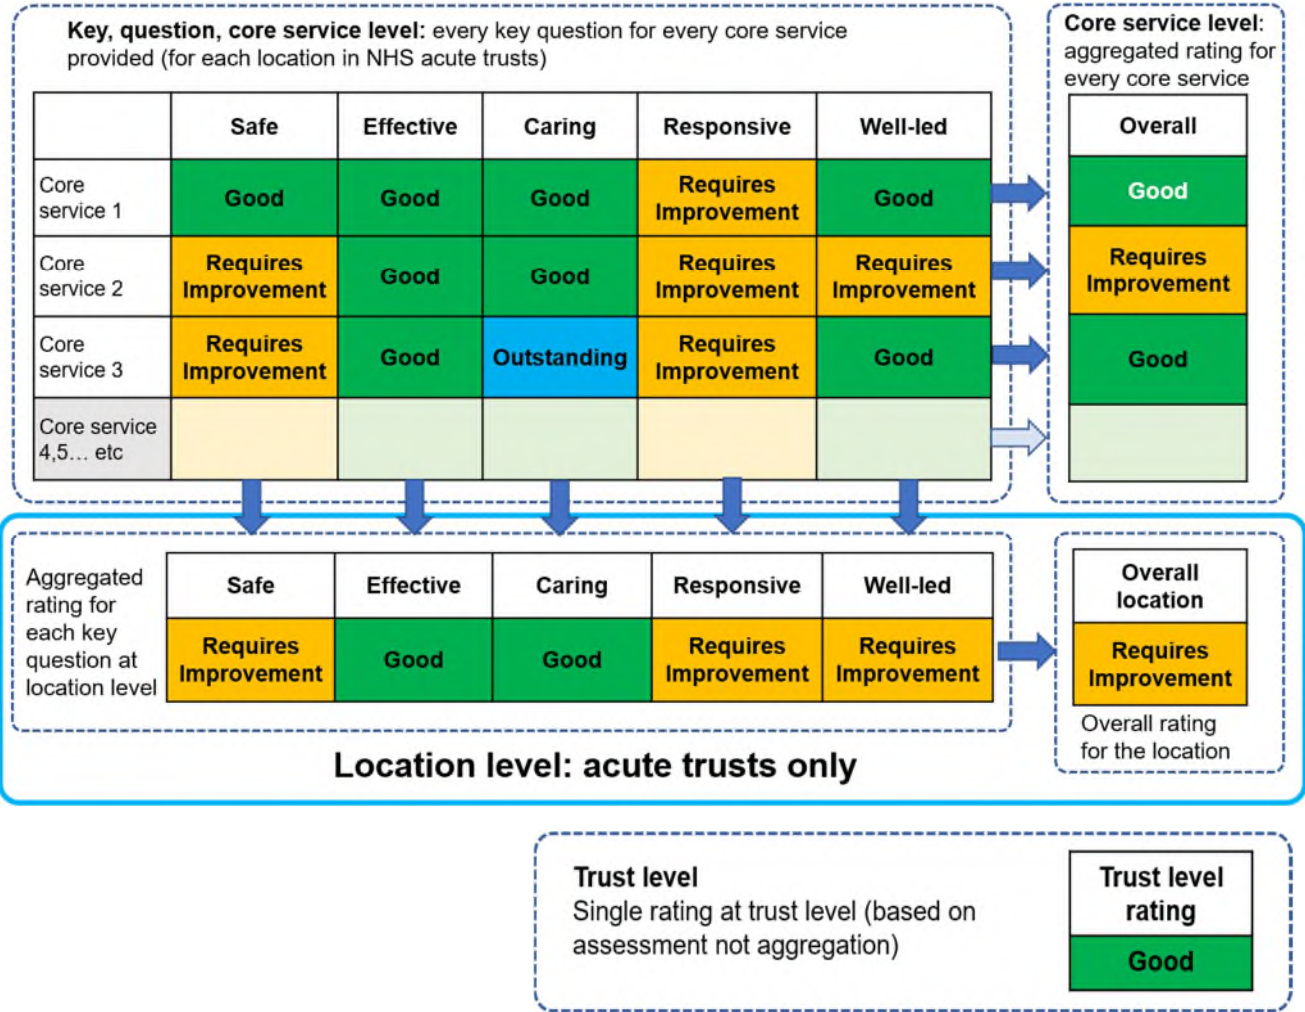 Key, question, core service level: every key question for every core service
provided (for each location in NHS acute trusts)
Core service level:
aggregated rating for
every core service
Safe
Effective
Caring
Responsive
Well-led
Overall
Core
service 1
Good
Good
Good
Requires
Improvement
Good
Good
Core
service 2
Requires
Improvement
Good
Good
Requires
Improvement
Requires
Improvement
Requires
Improvement
Core
service 3
Requires
Improvement
Good
Outstanding
Requires
Improvement
Good
Good
Core service
4,5... etc
Aggregated
rating for
each key
question at
location level
Safe
Effective
Caring
Responsive
Well-led
Requires
Improvement
Good
Good
Requires
Improvement
Requires
Improvement
Overall
location
Requires
Improvement
Overall rating
for the location
Location level: acute trusts only
Trust level
Single rating at trust level (based on
assessment not aggregation)
Trust level
rating
Good